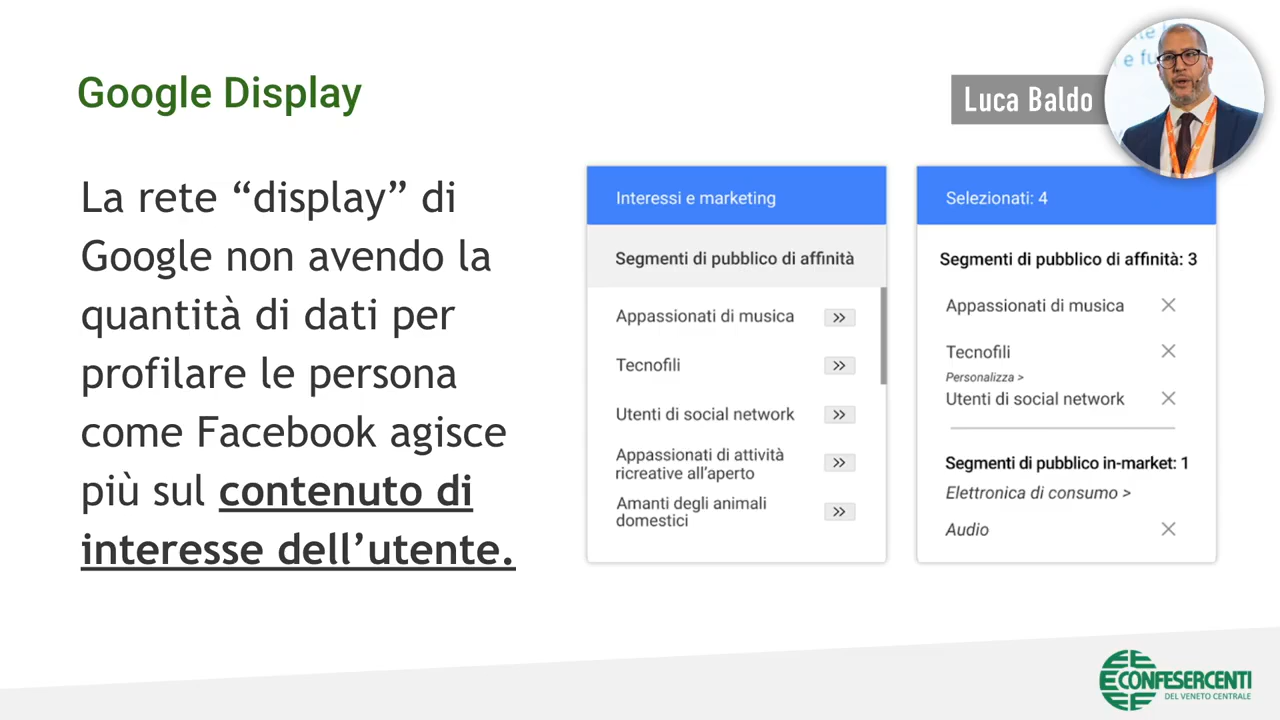 Google Display
Luca Baldo
La rete “display” di
Google non avendo la
quantità di dati per
profilare le persona
come Facebook agisce
più sul contenuto di
interesse dell’utente.
Interessi e marketing
Segmenti di pubblico di affinità
Appassionati di musica
Tecnofili
Utenti di social network
Appassionati di attività
ricreative all’aperto
Amanti degli animali
domestici
Selezionati: 4
Segmenti di pubblico di affinità: 3
Appassionati di musica
Tecnofili
Personalizza >
Utenti di social network
Segmenti di pubblico in-market: 1
Elettronica di consumo >
Audio
CONFESERCENTI
DEL VENETO CENTRALE